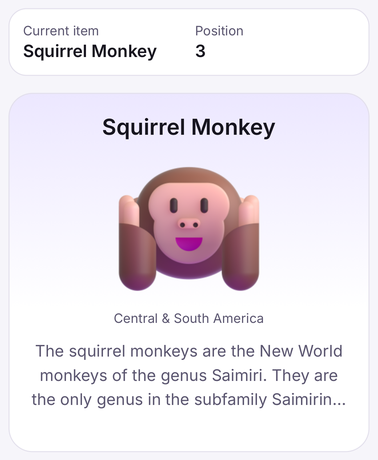 Current item
Squirrel Monkey
Position
3
Squirrel Monkey
Central & South America
The squirrel monkeys are the New World
monkeys of the genus Saimiri. They are
the only genus in the subfamily Saimirin...